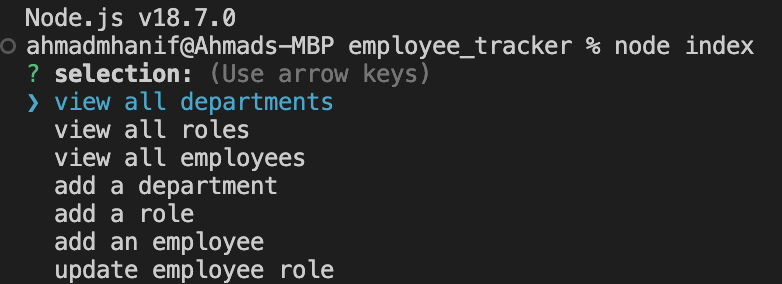 Node.js v18.7.0
ahmadmhanif@Ahmads-MBP employee_tracker % node index
? selection: (Use arrow keys)
❯ view all departments
view all roles
view all employees
add a department
add a role
add an employee
update employee role